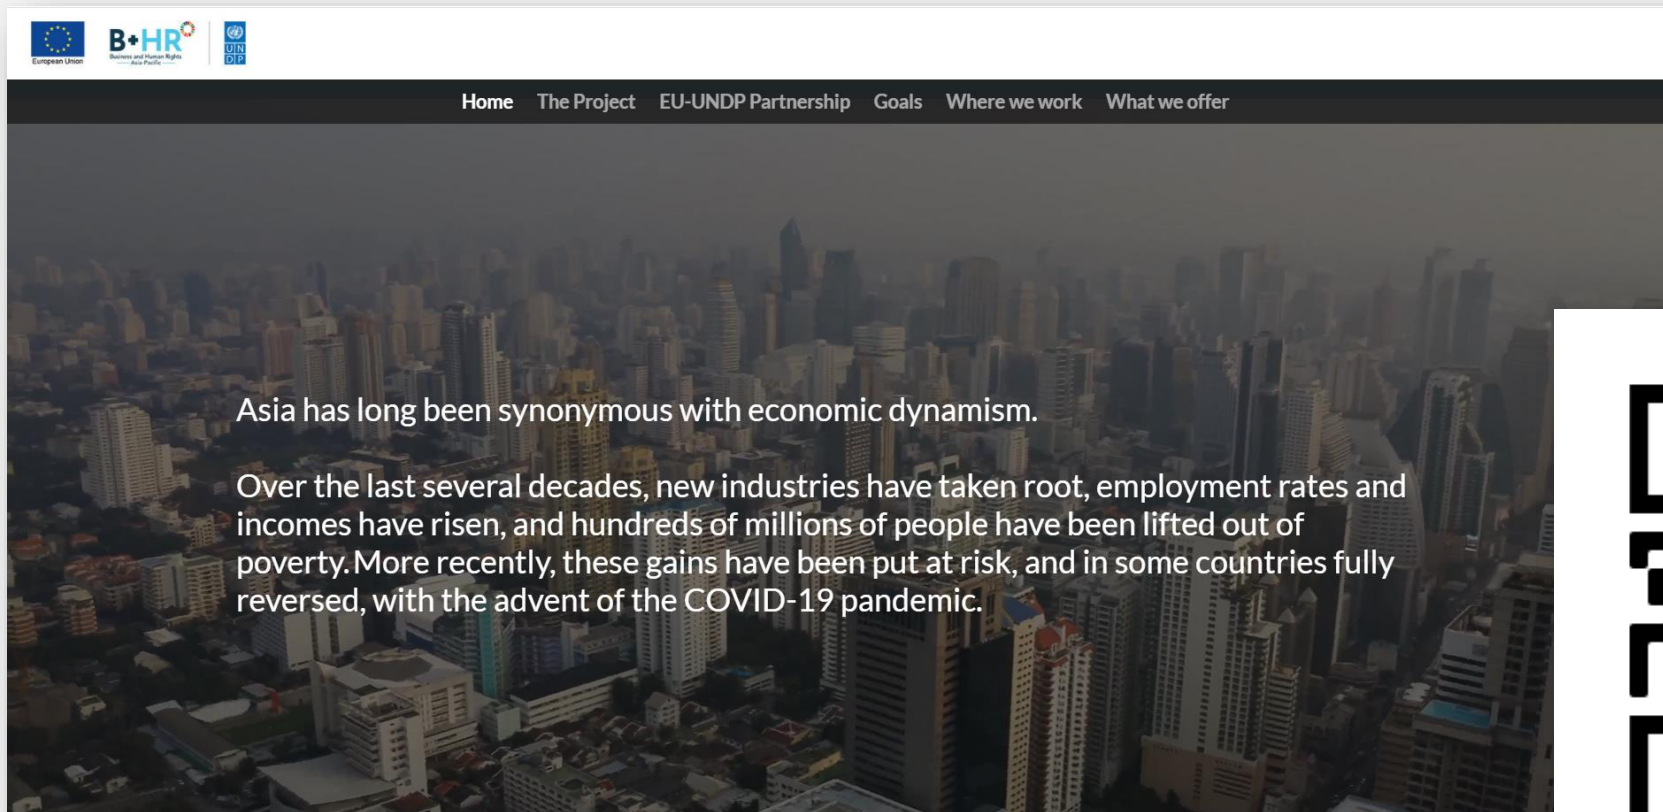 European Union
B+HR
Business and Human Rights
Asia-Pacific
U N
D P
Home The Project EU-UNDP Partnership Goals Where we work What we offer
Asia has long been synonymous with economic dynamism.
Over the last several decades, new industries have taken root, employment rates and
incomes have risen, and hundreds of millions of people have been lifted out of
poverty. More recently, these gains have been put at risk, and in some countries fully
reversed, with the advent of the COVID-19 pandemic.